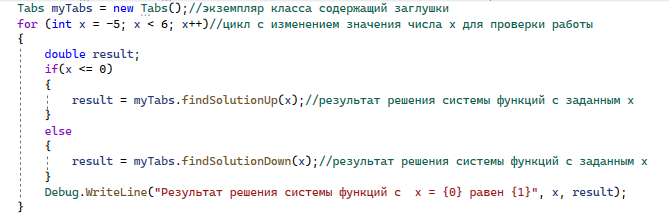 Tabs myTabs = new Tabs();//экземпляр класса содержащий заглушки
for (int x = -5; x < 6; x++)//цикл с изменением значения числа x для проверки работы
{
double result;
if(x <= 0)
{
result = myTabs.findSolutionUp(x);//результат решения системы функций с заданным x
}
else
{
result = myTabs.findSolutionDown(x);//результат решения системы функций с заданным x
}
Debug.WriteLine("Результат решения системы функций с  x = {0} равен {1}", x, result);
}